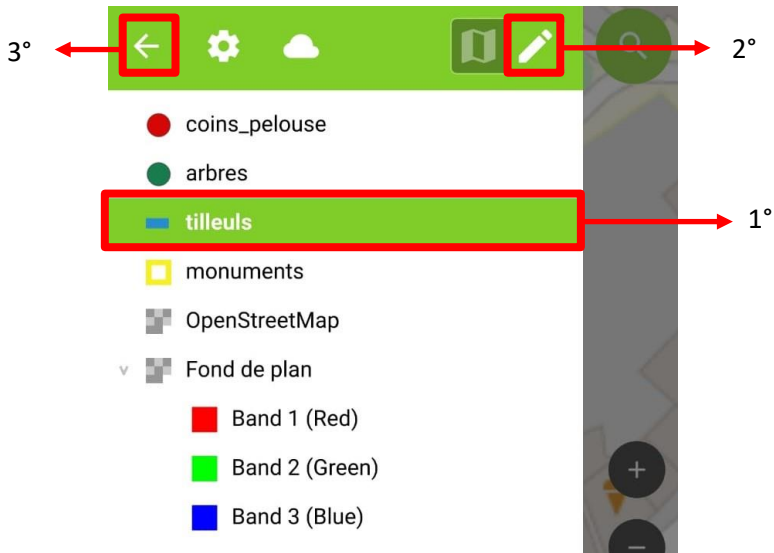 3°
2°
coins_pelouse
arbres
tilleuls
1°
monuments
OpenStreetMap
v Fond de plan
Band 1 (Red)
Band 2 (Green)
Band 3 (Blue)